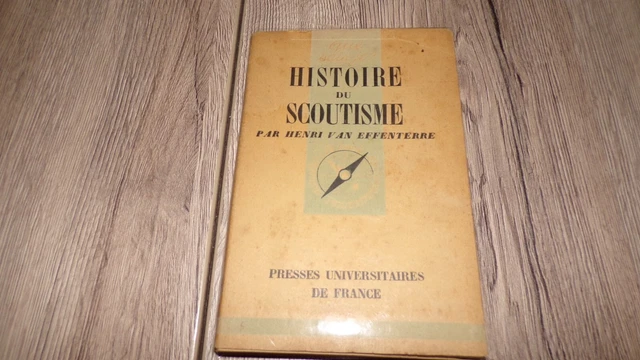 HISTOIRE
DU
SCOUTISME
PAR HENRI VAN EFFENTERRE
PRESSES UNIVERSITAIRES
DE FRANCE